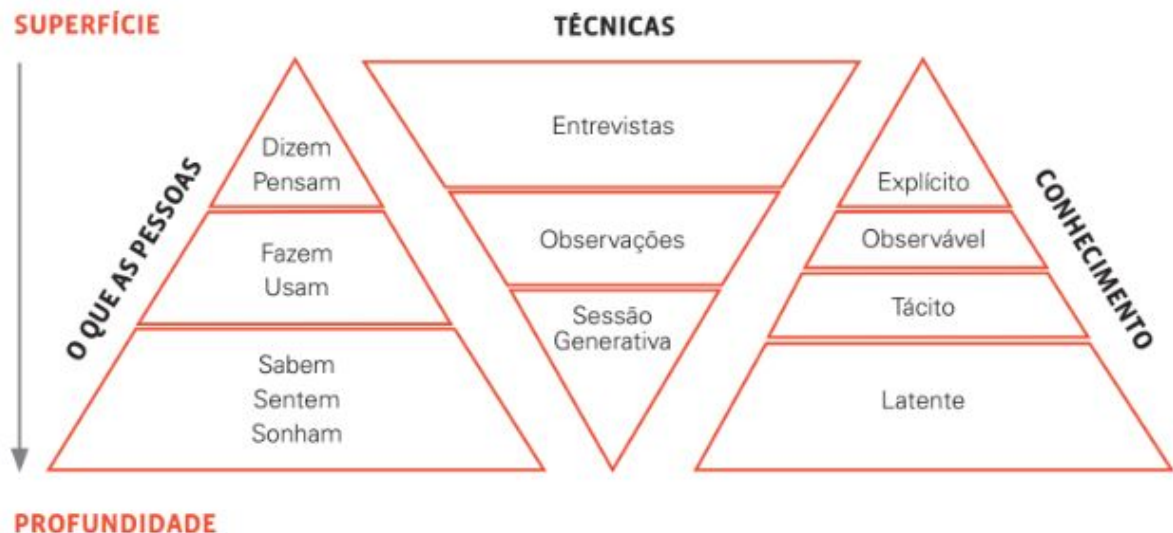 SUPERFÍCIE
TÉCNICAS
O QUE AS PESSOAS
Dizem
Pensam
Fazem
Usam
Sabem
Sentem
Sonham
Entrevistas
Observações
Sessão
Generativa
Explícito
Observável
Tácito
Latente
CONHECIMENTO
PROFUNDIDADE